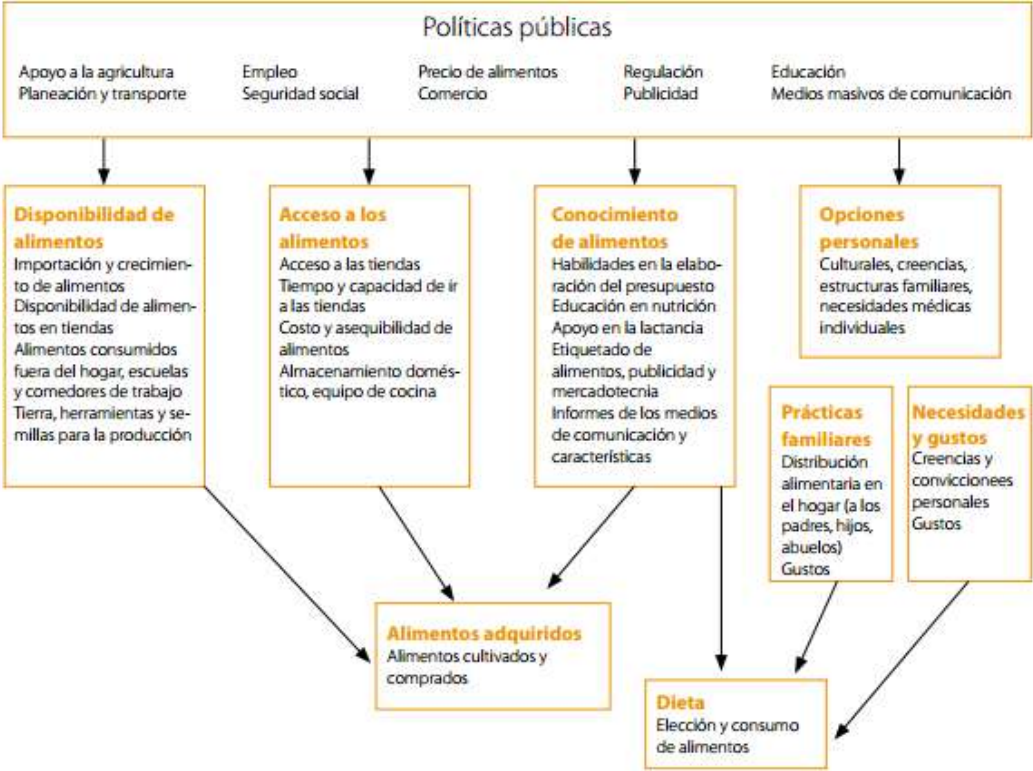 Políticas públicas
Apoyo a la agricultura
Planeación y transporte
Empleo
Seguridad social
Precio de alimentos
Comercio
Regulación
Publicidad
Educación
Medios masivos de comunicación
Disponibilidad de
alimentos
Importación y crecimien-
to de alimentos
Disponibilidad de alimen-
tos en tiendas
Alimentos consumidos
fuera del hogar, escuelas
y comedores de trabajo
Tierra, herramientas y se-
millas para la producción
Acceso a los
alimentos
Acceso a las tiendas
Tiempo y capacidad de ir
a las tiendas
Costo y asequibilidad de
alimentos
Almacenamiento domés-
tico, equipo de cocina
Conocimiento
de alimentos
Habilidades en la elabo-
ración del presupuesto
Educación en nutrición
Apoyo en la lactancia
Etiquetado de
alimentos, publicidad y
mercadotecnia
Informes de los medios
de comunicación y
características
Opciones
personales
Culturales, creencias,
estructuras familiares,
necesidades médicas
individuales
Prácticas
familiares
Distribución
alimentaria en
el hogar (a los
padres, hijos,
abuelos)
Gustos
Necesidades
y gustos
Creencias y
conviccionees
personales
Gustos
Alimentos adquiridos
Alimentos cultivados y
comprados
Dieta
Elección y consumo
de alimentos